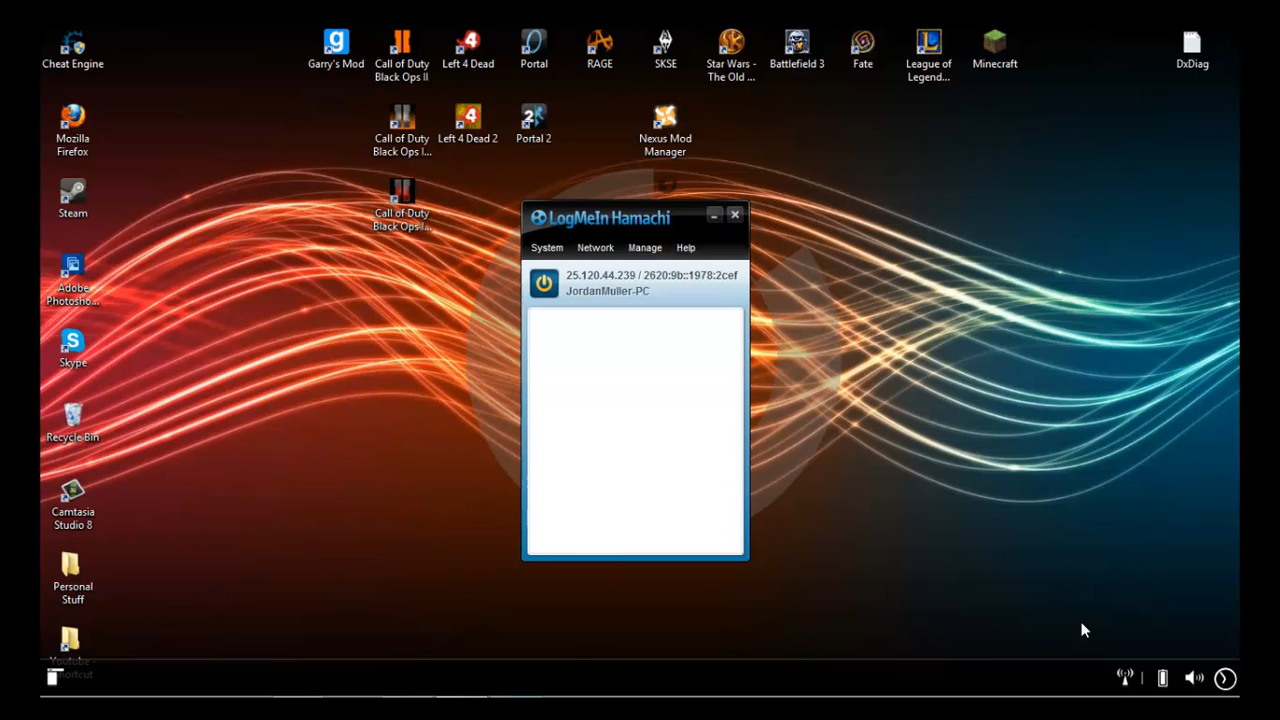 Cheat Engine
Garry's Mod
Call of Duty
Black Ops II
Left 4 Dead
Portal
RAGE
SKSE
Star Wars -
The Old ...
Battlefield 3
Fate
League of
Legend...
Minecraft
DxDiag
Mozilla
Firefox
Call of Duty
Black Ops I...
Left 4 Dead 2
Portal 2
Nexus Mod
Manager
Steam
Call of Duty
Black Ops I...
LogMeIn Hamachi
System Network Manage Help
25.120.44.239 / 2620:9b::1978:2cef
JordanMuller-PC
Adobe
Photosho...
Skype
Recycle Bin
Camtasia
Studio 8
Personal
Stuff
Youtube -
Shortcut